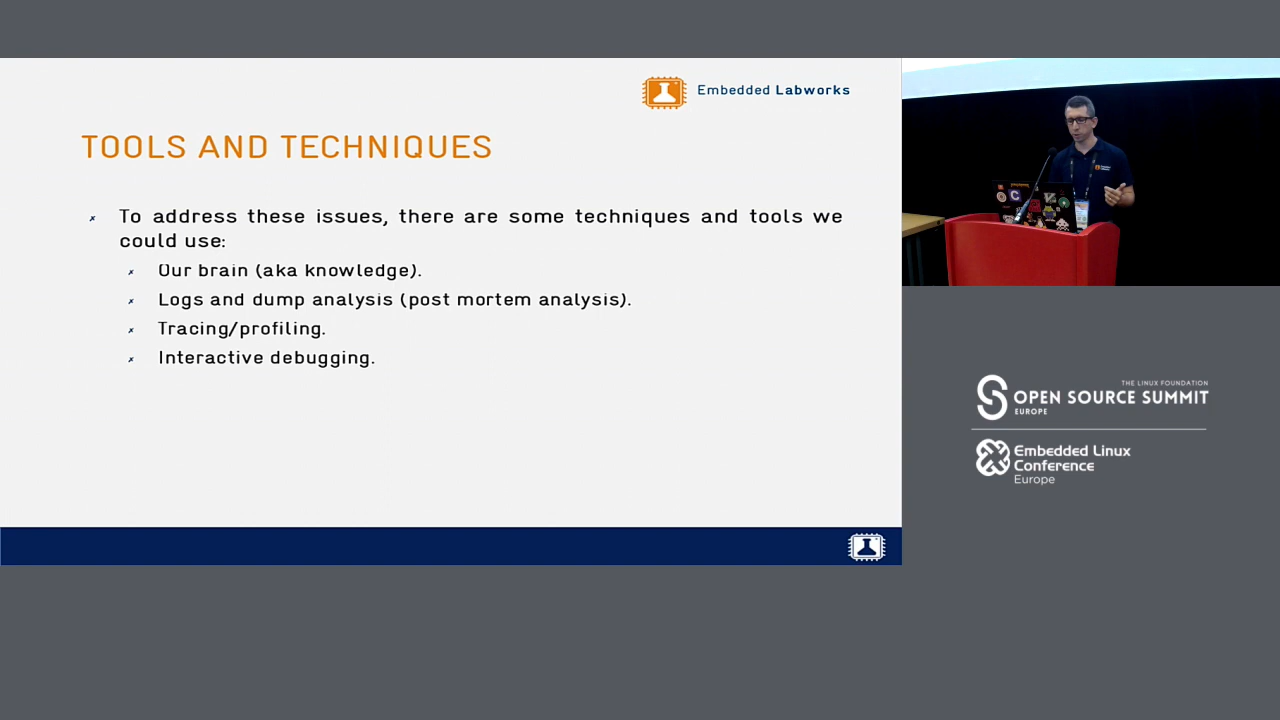 Embedded Labworks
TOOLS AND TECHNIQUES
To address these issues, there are some techniques and tools we
could use:
Our brain (aka knowledge).
Logs and dump analysis (post mortem analysis).
Tracing/profiling.
Interactive debugging.
THE LINUX FOUNDATION
OPEN SOURCE SUMMIT
EUROPE
Embedded Linux
Conference
Europe